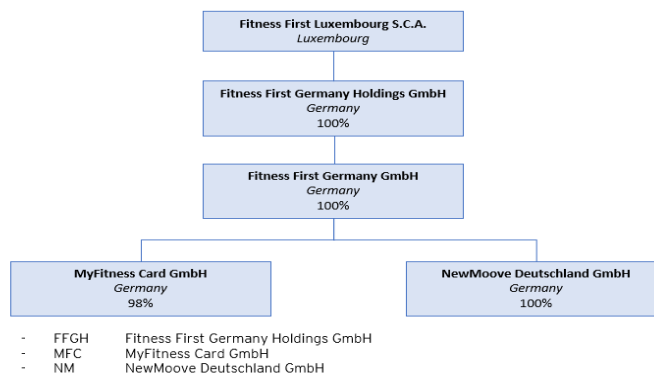 Fitness First Luxembourg S.C.A.
Luxembourg
Fitness First Germany Holdings GmbH
Germany
100%
Fitness First Germany GmbH
Germany
100%
MyFitness Card GmbH
Germany
98%
NewMoove Deutschland GmbH
Germany
100%
- FFGH Fitness First Germany Holdings GmbH
- MFC MyFitness Card GmbH
- NM NewMoove Deutschland GmbH